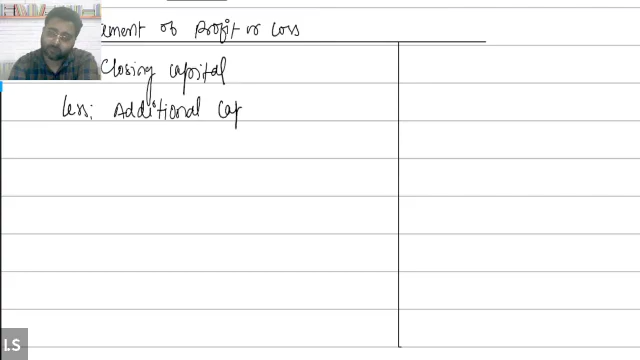 ement of Profit or Loss
Closing capital
Less: Additional Cap
LS